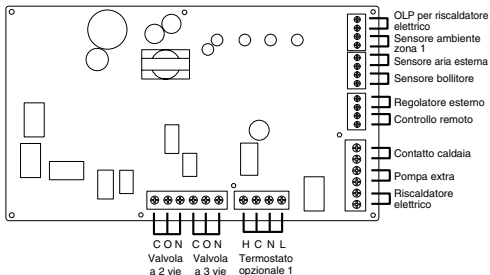 OLP per riscaldatore
elettrico
Sensore ambiente
zona 1
Sensore aria esterna
Sensore bollitore
Regolatore esterno
Controllo remoto
Contatto caldaia
Pompa extra
Riscaldatore
elettrico
C O N C O N H C N L
Valvola Valvola Termostato
a 2 vie a 3 vie opzionale 1